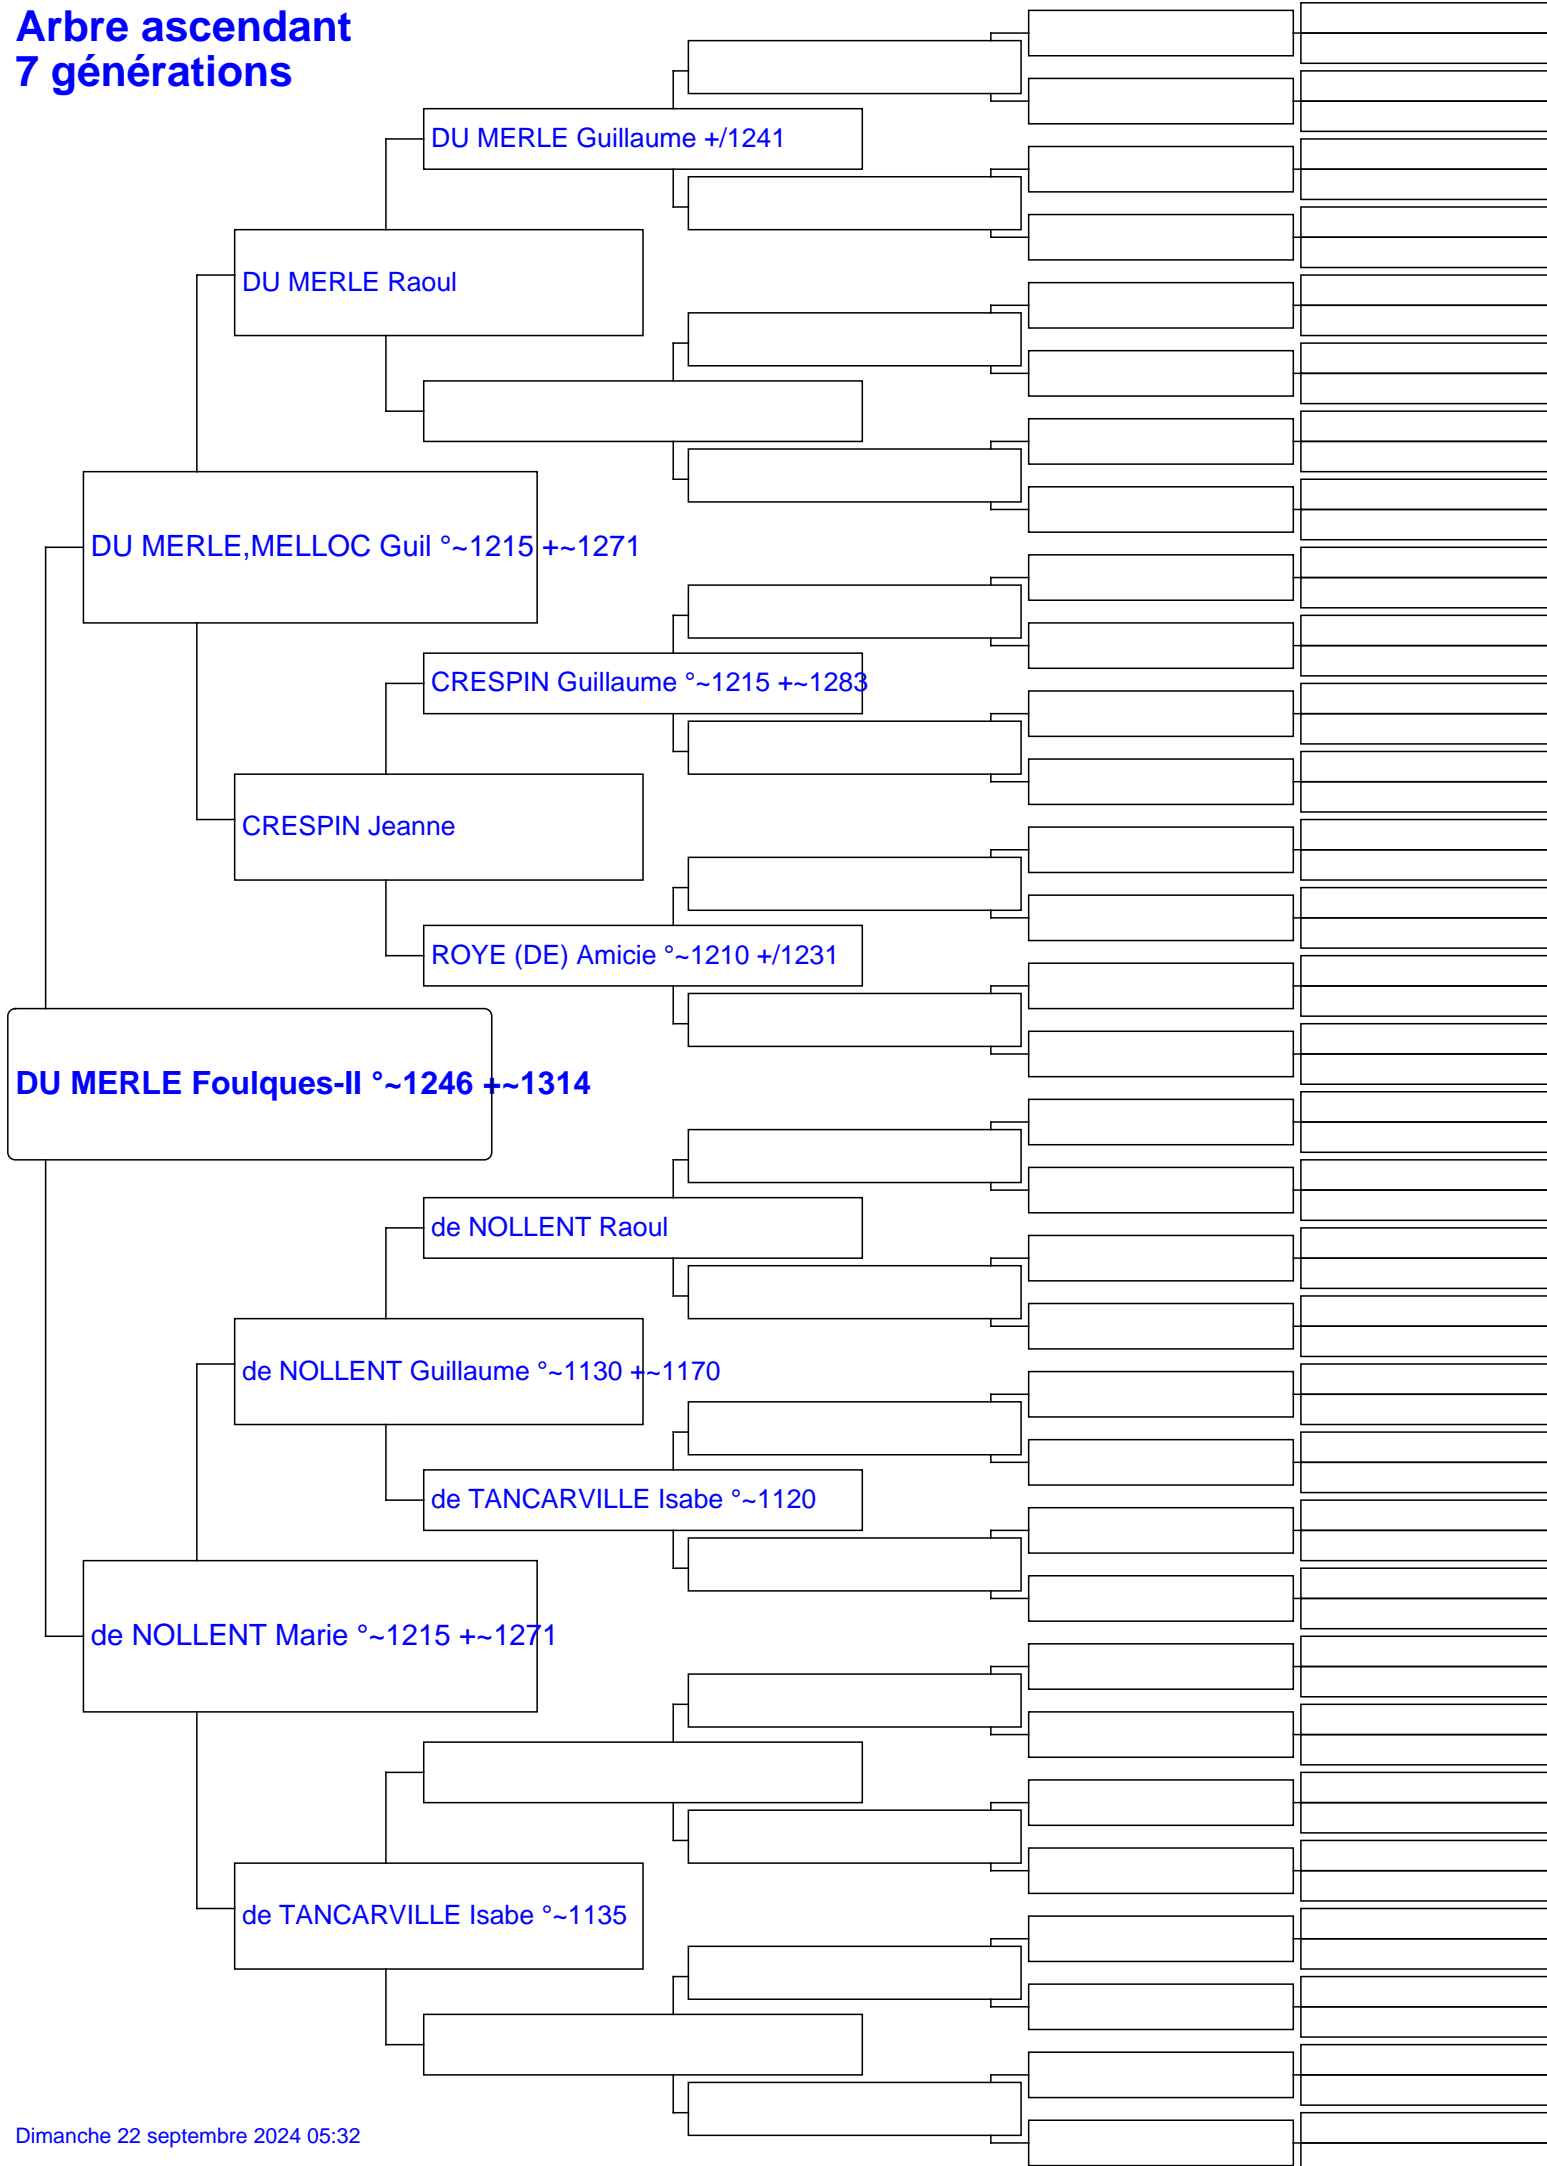 Arbre ascendant
7 générations
DU MERLE Guillaume +/1241
DU MERLE Raoul
DU MERLE,MELLOC Guil °~1215 +~1271
CRESPIN Guillaume °~1215 +~1283
CRESPIN Jeanne
ROYE (DE) Amicie °~1210 +/1231
DU MERLE Foulques-II °~1246 +~1314
de NOLLENT Raoul
de NOLLENT Guillaume °~1130 +~1170
de TANCARVILLE Isabe °~1120
de NOLLENT Marie °~1215 +~1271
de TANCARVILLE Isabe °~1135
Dimanche 22 septembre 2024 05:32